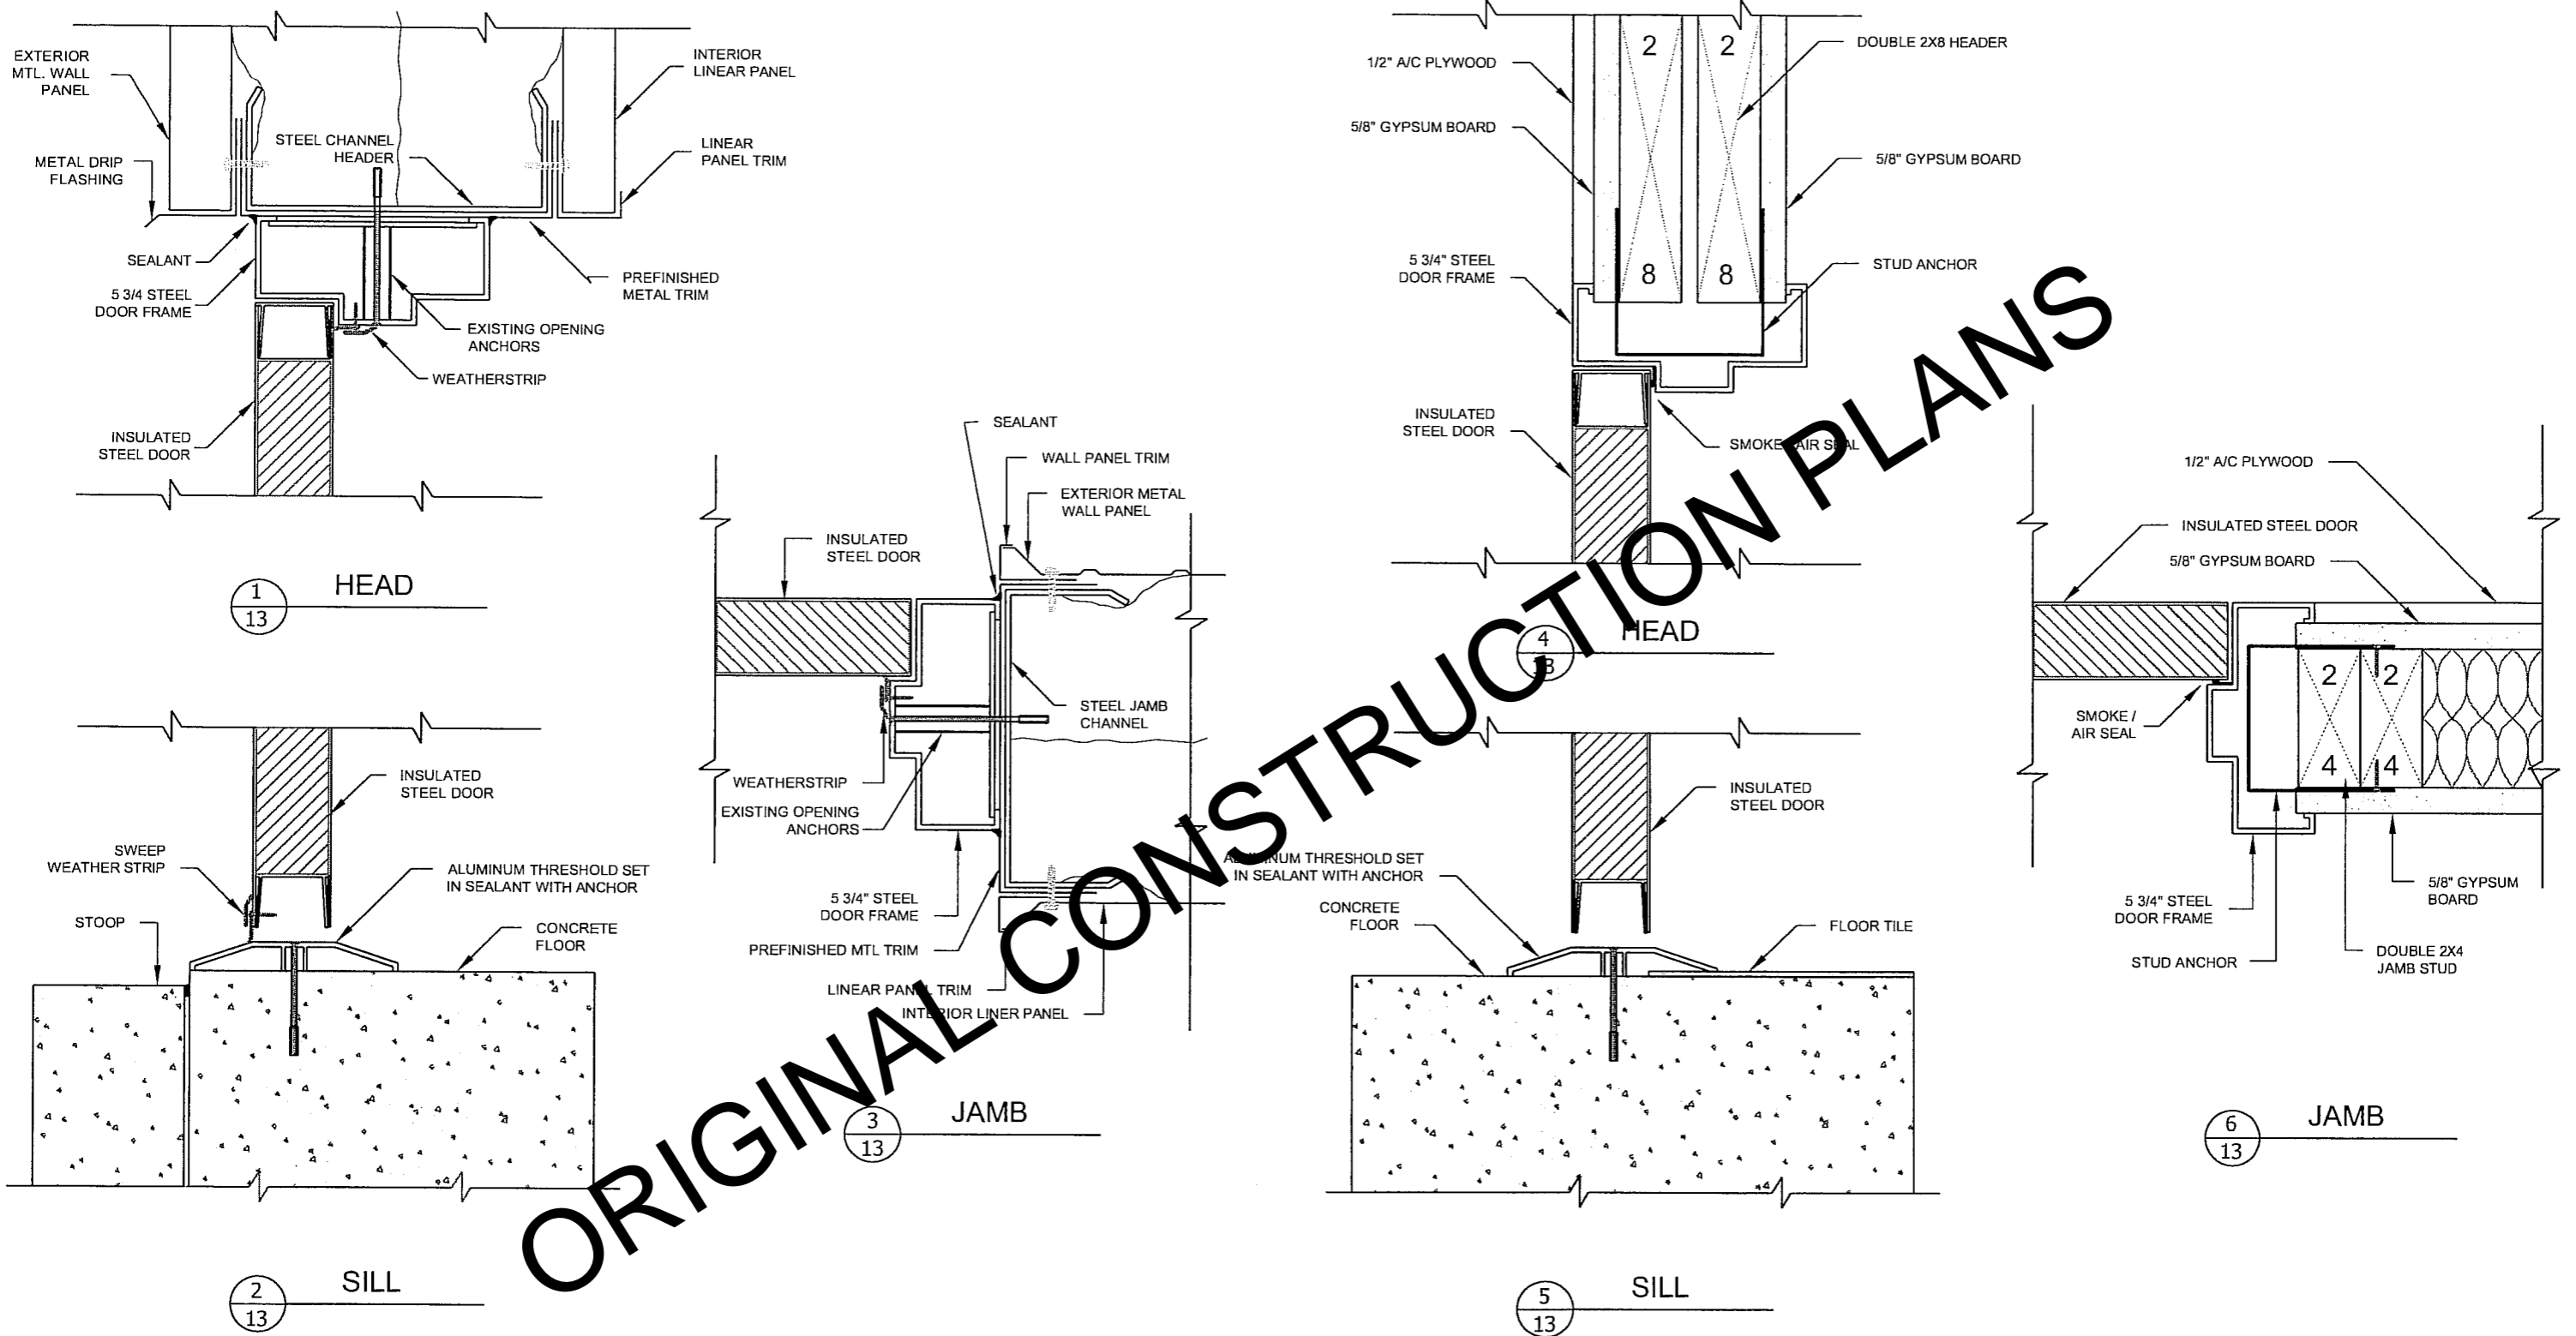 EXTERIOR
MTL. WALL
PANEL
METAL DRIP
FLASHING
STEEL CHANNEL
HEADER
INTERIOR
LINEAR PANEL
LINEAR
PANEL TRIM
SEALANT
5 3/4 STEEL
DOOR FRAME
PREFINISHED
METAL TRIM
EXISTING OPENING
ANCHORS
WEATHERSTRIP
INSULATED
STEEL DOOR
1
13
HEAD
INSULATED
STEEL DOOR
SWEEP
WEATHER STRIP
ALUMINUM THRESHOLD SET
IN SEALANT WITH ANCHOR
STOOP
CONCRETE
FLOOR
2
13
SILL
SEALANT
WALL PANEL TRIM
EXTERIOR METAL
WALL PANEL
INSULATED
STEEL DOOR
STEEL JAMB
CHANNEL
WEATHERSTRIP
EXISTING OPENING
ANCHORS
5 3/4" STEEL
DOOR FRAME
PREFINISHED MTL TRIM
LINEAR PANEL TRIM
INTERIOR LINER PANEL
3
13
JAMB
2
2
8
8
DOUBLE 2X8 HEADER
1/2" A/C PLYWOOD
5/8" GYPSUM BOARD
5/8" GYPSUM BOARD
5 3/4" STEEL
DOOR FRAME
STUD ANCHOR
INSULATED
STEEL DOOR
SMOKE / AIR SEAL
4
13
HEAD
INSULATED
STEEL DOOR
ALUMINUM THRESHOLD SET
IN SEALANT WITH ANCHOR
CONCRETE
FLOOR
FLOOR TILE
5
13
SILL
1/2" A/C PLYWOOD
INSULATED STEEL DOOR
5/8" GYPSUM BOARD
2
2
4
4
SMOKE /
AIR SEAL
5 3/4" STEEL
DOOR FRAME
5/8" GYPSUM
BOARD
STUD ANCHOR
DOUBLE 2X4
JAMB STUD
6
13
JAMB
ORIGINAL CONSTRUCTION PLANS